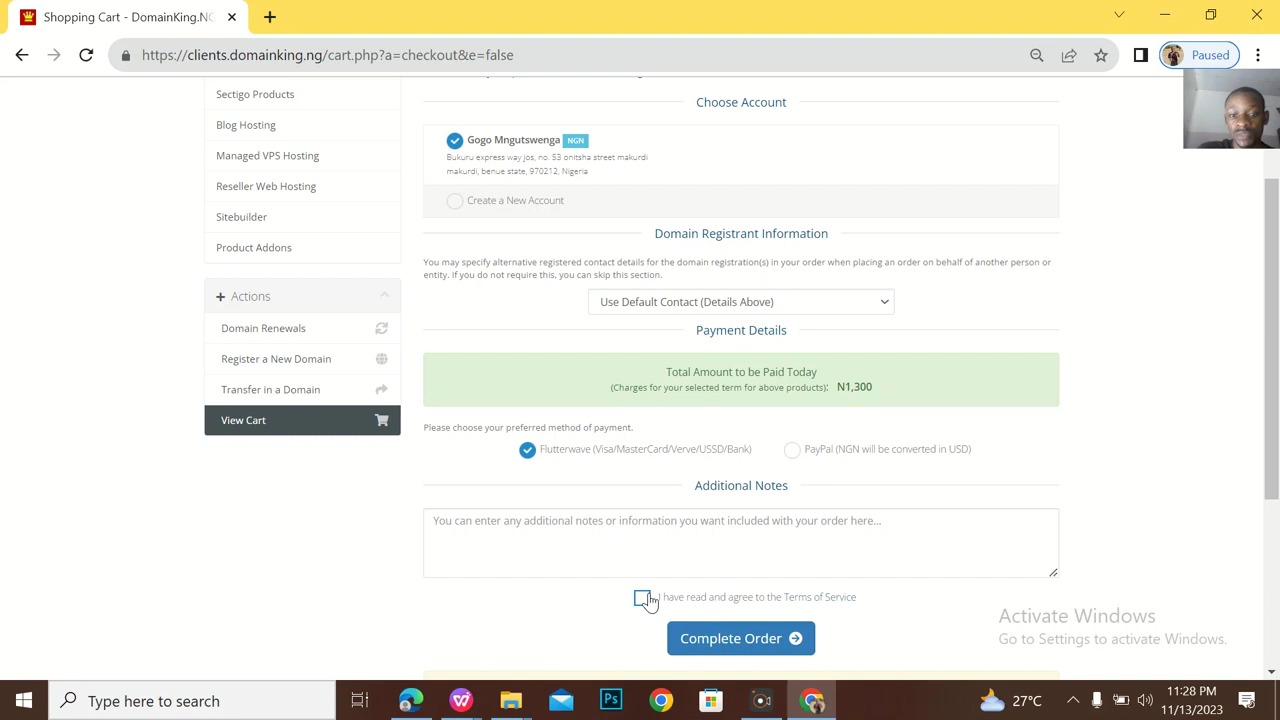 Shopping Cart - DomainKing.NG
https://clients.domainking.ng/cart.php?a=checkout&e=false
Paused
Sectigo Products
Blog Hosting
Managed VPS Hosting
Reseller Web Hosting
Sitebuilder
Product Addons
Actions
Domain Renewals
Register a New Domain
Transfer in a Domain
View Cart
Choose Account
Gogo Mngutswenga NGN
Bukuru express way jos, no. 53 onitsha street makurdi
makurdi, benue state, 970212, Nigeria
Create a New Account
Domain Registrant Information
You may specify alternative registered contact details for the domain registration(s) in your order when placing an order on behalf of another person or
entity. If you do not require this, you can skip this section.
Use Default Contact (Details Above)
Payment Details
Total Amount to be Paid Today
(Charges for your selected term for above products): N1,300
Please choose your preferred method of payment.
Flutterwave (Visa/MasterCard/Verve/USSD/Bank)
PayPal (NGN will be converted in USD)
Additional Notes
You can enter any additional notes or information you want included with your order here...
I have read and agree to the Terms of Service
Complete Order
Activate Windows
Go to Settings to activate Windows.
Type here to search
Ps
27°C
11:28 PM
11/13/2023